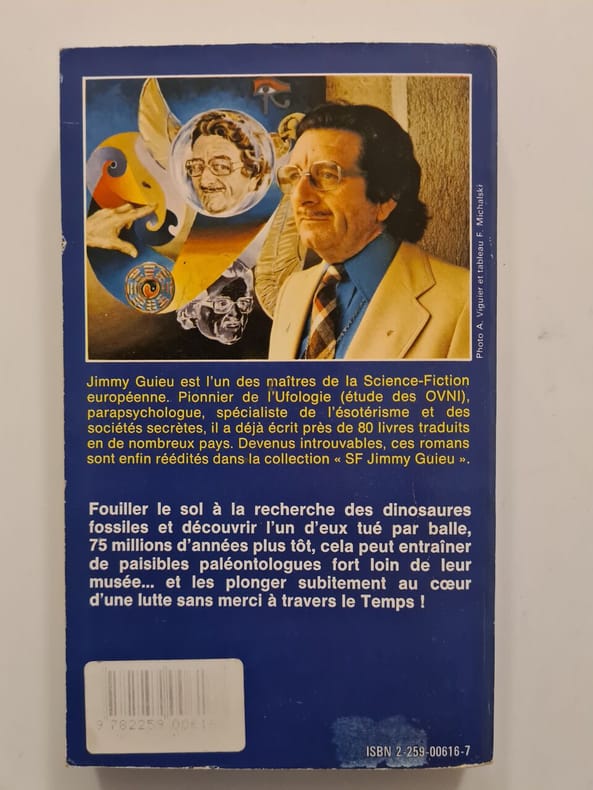 Photo A. Viguier et tableau F. Michalski
Jimmy Guieu est l'un des maîtres de la Science-Fiction
européenne. Pionnier de l'Ufologie (étude des OVNI),
parapsychologue, spécialiste de l'ésotérisme et des
sociétés secrètes, il a déjà écrit près de 80 livres traduits
en de nombreux pays. Devenus introuvables, ces romans
sont enfin réédités dans la collection « SF Jimmy Guieu ».
Fouiller le sol à la recherche des dinosaures
fossiles et découvrir l'un d'eux tué par balle,
75 millions d'années plus tôt, cela peut entraîner
de paisibles paléontologues fort loin de leur
musée... et les plonger subitement au cœur
d'une lutte sans merci à travers le Temps !
9 782259 00616
ISBN 2-259-00616-7